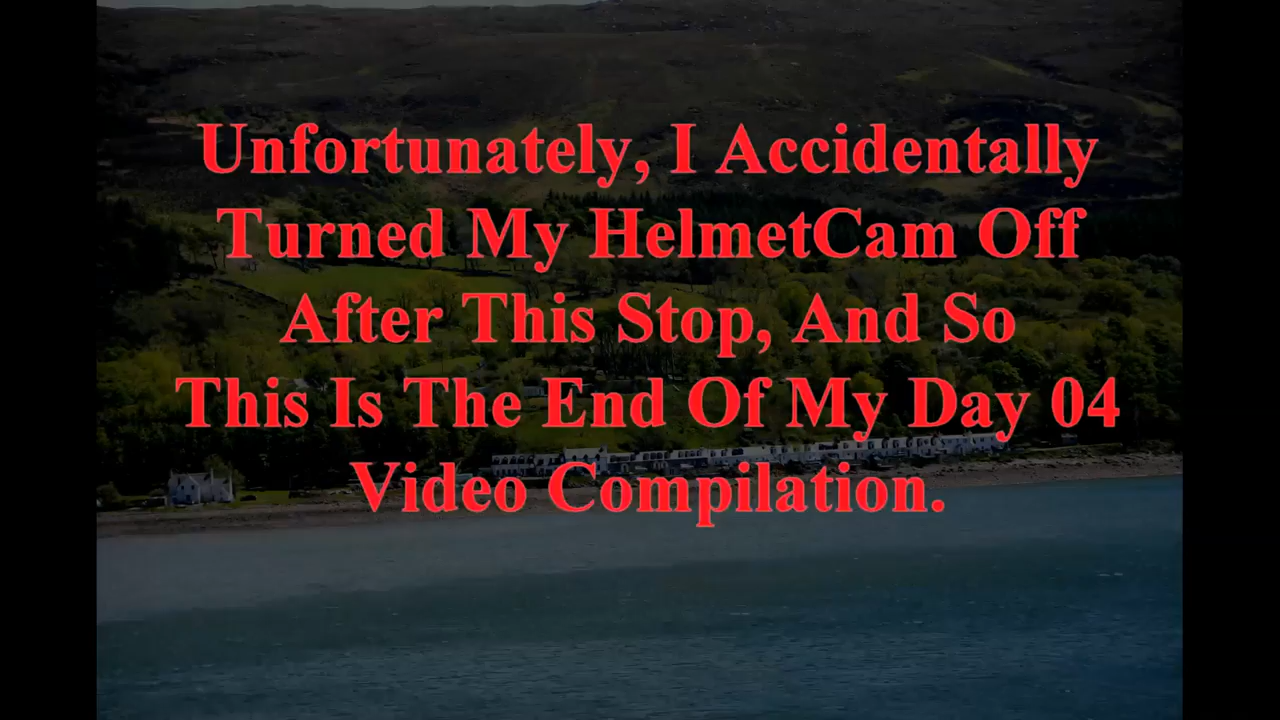 Unfortunately, I Accidentally
Turned My HelmetCam Off
After This Stop, And So
This Is The End Of My Day 04
Video Compilation.